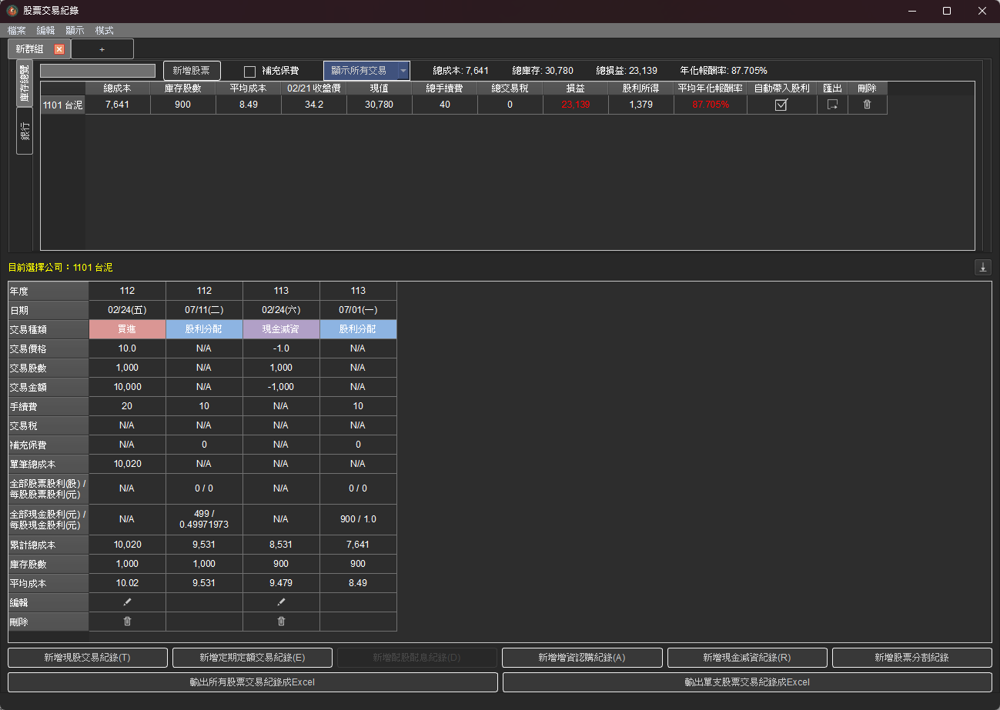 股票交易紀錄
檔案 編輯 顯示 模式
新群組 +
庫存總覽
銀行
新增股票 補充保費 顯示所有交易 總成本: 7,641 總庫存: 30,780 總損益: 23,139 年化報酬率: 87.705%
總成本 庫存股數 平均成本 02/21 收盤價 現值 總手續費 總交易稅 損益 股利所得 平均年化報酬率 自動帶入股利 匯出 刪除
1101 台泥 7,641 900 8.49 34.2 30,780 40 0 23,139 1,379 87.705%
目前選擇公司：1101 台泥
年度 112 112 113 113
日期 02/24(五) 07/11(二) 02/24(六) 07/01(一)
交易種類 買進 股利分配 現金減資 股利分配
交易價格 10.0 N/A -1.0 N/A
交易股數 1,000 N/A 1,000 N/A
交易金額 10,000 N/A -1,000 N/A
手續費 20 10 N/A 10
交易稅 N/A N/A N/A N/A
補充保費 N/A 0 N/A 0
單筆總成本 10,020 N/A N/A N/A
全部股票股利(股) /
每股股票股利(元) N/A 0 / 0 N/A 0 / 0
全部現金股利(元) /
每股現金股利(元) N/A 499 /
0.49971973 N/A 900 / 1.0
累計總成本 10,020 9,531 8,531 7,641
庫存股數 1,000 1,000 900 900
平均成本 10.02 9.531 9.479 8.49
編輯
刪除
新增現股交易紀錄(T) 新增定期定額交易紀錄(E) 新增配股配息紀錄(D) 新增增資認購紀錄(A) 新增現金減資紀錄(R) 新增股票分割紀錄
輸出所有股票交易紀錄成Excel 輸出單支股票交易紀錄成Excel